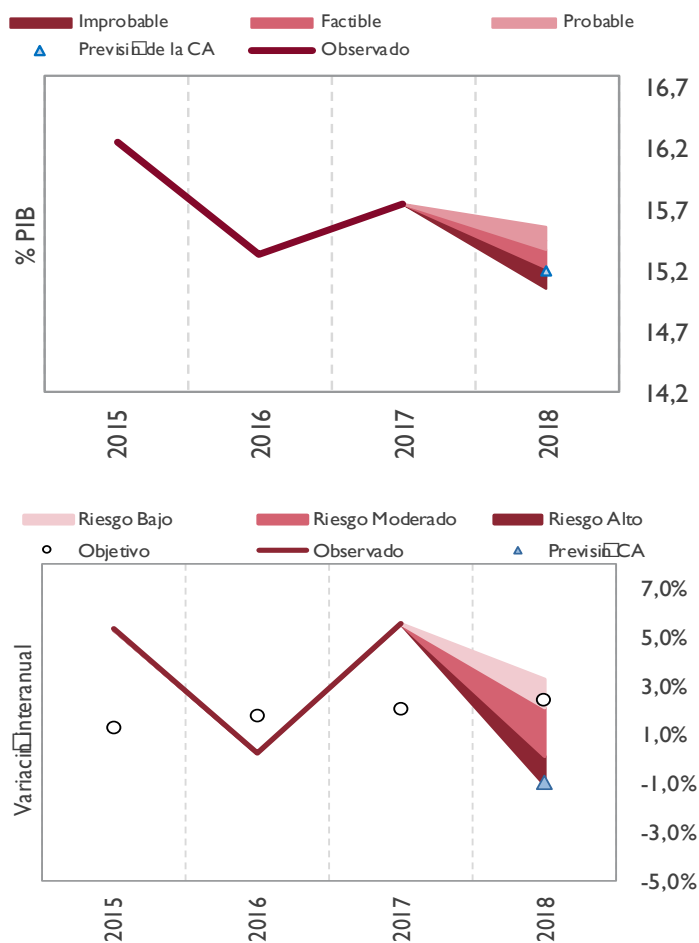 Improbable Factible Probable
Previsi□de la CA Observado
16,7
16,2
15,7
15,2
14,7
14,2
% PIB
2015 2016 2017 2018
Riesgo Bajo Riesgo Moderado Riesgo Alto
Objetivo Observado Previsi□CA
7,0%
5,0%
3,0%
1,0%
-1,0%
-3,0%
-5,0%
Variaci□interanual
2015 2016 2017 2018